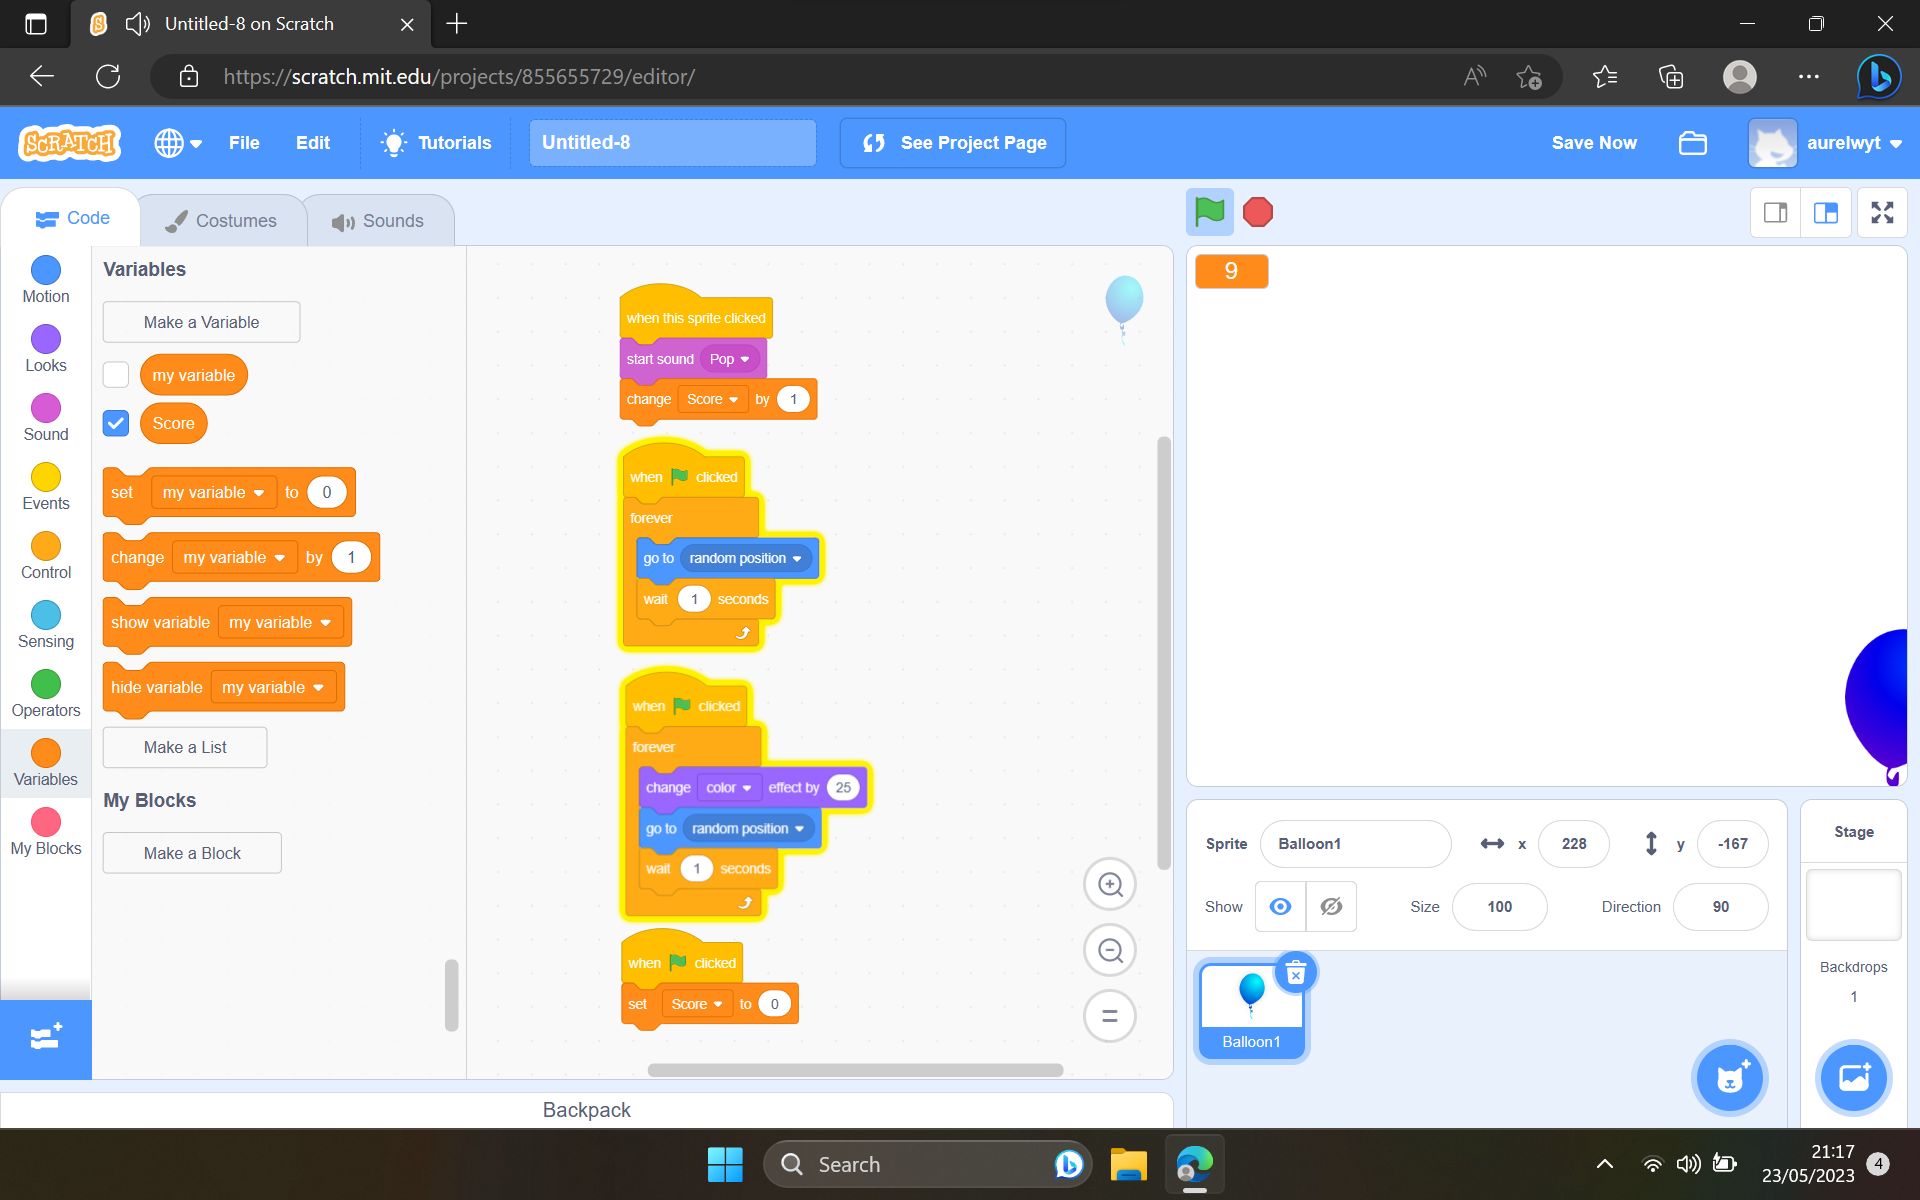 Untitled-8 on Scratch
https://scratch.mit.edu/projects/855655729/editor/
SCRATCH
File
Edit
Tutorials
Untitled-8
See Project Page
Save Now
aurelwyt
Code
Costumes
Sounds
Motion
Looks
Sound
Events
Control
Sensing
Operators
Variables
My Blocks
Variables
Make a Variable
my variable
Score
set my variable to 0
change my variable by 1
show variable my variable
hide variable my variable
Make a List
My Blocks
Make a Block
when this sprite clicked
start sound Pop
change Score by 1
when clicked
forever
go to random position
wait 1 seconds
when clicked
forever
change color effect by 25
go to random position
wait 1 seconds
when clicked
set Score to 0
Backpack
9
Sprite Balloon1 x 228 y -167
Show Size 100 Direction 90
Balloon1
Stage
Backdrops
1
Search
21:17
23/05/2023
4